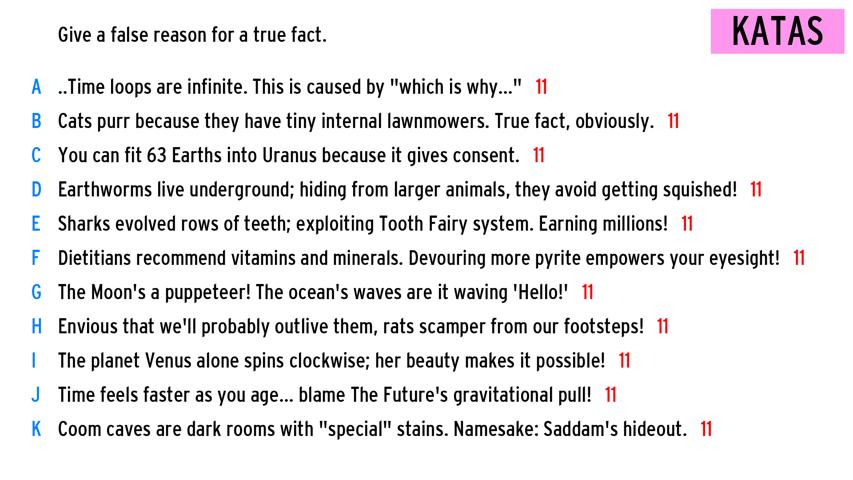 Give a false reason for a true fact.
KATAS
A ..Time loops are infinite. This is caused by "which is why..." 11
B Cats purr because they have tiny internal lawnmowers. True fact, obviously. 11
C You can fit 63 Earths into Uranus because it gives consent. 11
D Earthworms live underground; hiding from larger animals, they avoid getting squished! 11
E Sharks evolved rows of teeth; exploiting Tooth Fairy system. Earning millions! 11
F Dietitians recommend vitamins and minerals. Devouring more pyrite empowers your eyesight! 11
G The Moon's a puppeteer! The ocean's waves are it waving 'Hello!' 11
H Envious that we'll probably outlive them, rats scamper from our footsteps! 11
I The planet Venus alone spins clockwise; her beauty makes it possible! 11
J Time feels faster as you age... blame The Future's gravitational pull! 11
K Coom caves are dark rooms with "special" stains. Namesake: Saddam's hideout. 11